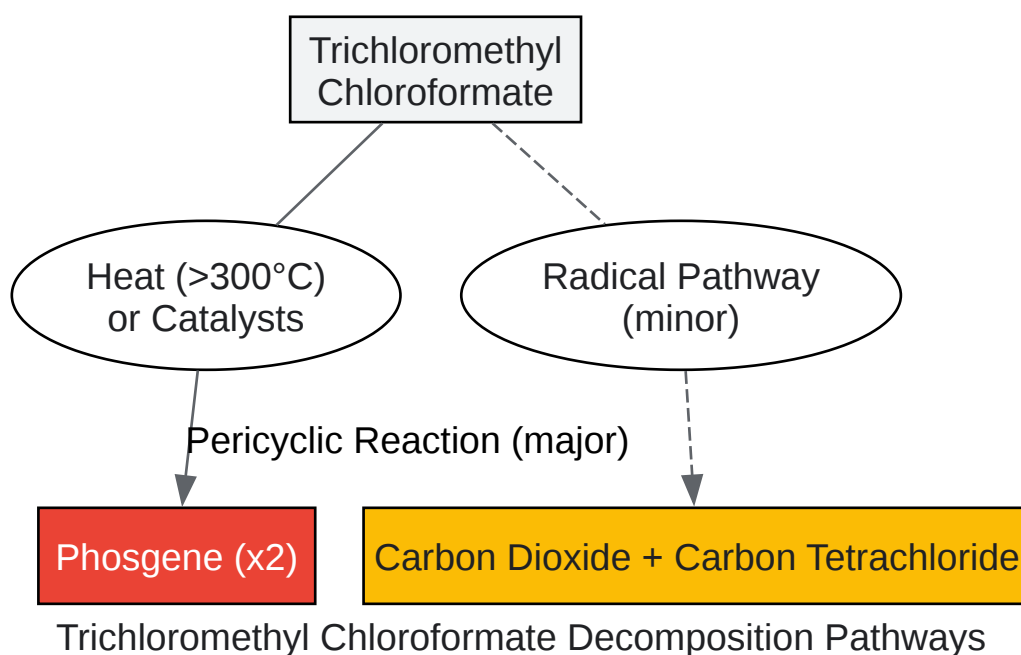 Trichloromethyl
Chloroformate
Heat (>300°C)
or Catalysts
Radical Pathway
(minor)
Pericyclic Reaction (major)
Phosgene (x2)
Carbon Dioxide + Carbon Tetrachloride
Trichloromethyl Chloroformate Decomposition Pathways